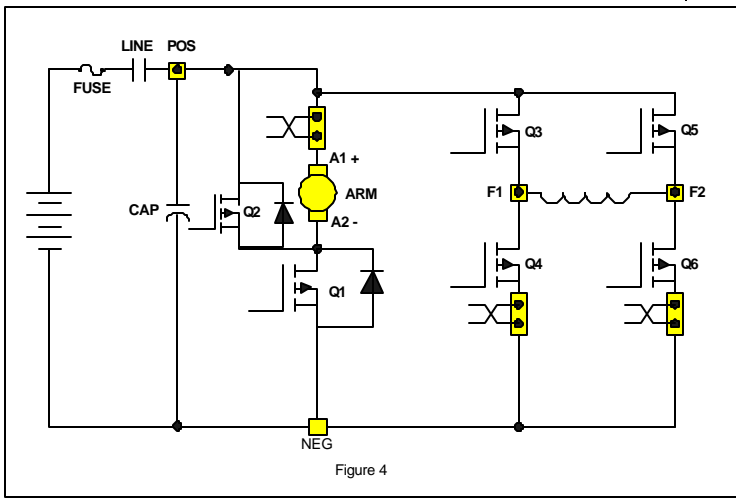 LINE POS
FUSE
Q3
Q5
A1 +
ARM
F1
F2
CAP
Q2
A2 -
Q4
Q6
Q1
NEG
Figure 4